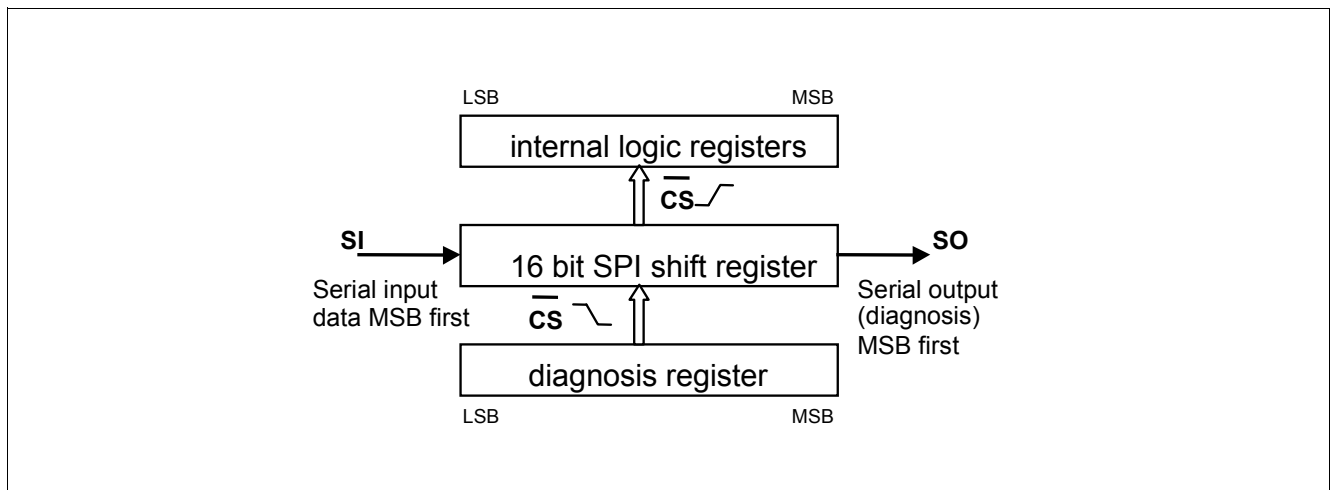 LSB MSB
internal logic registers
CS
SI
16 bit SPI shift register
SO
Serial input
data MSB first
CS
Serial output
(diagnosis)
MSB first
diagnosis register
LSB MSB